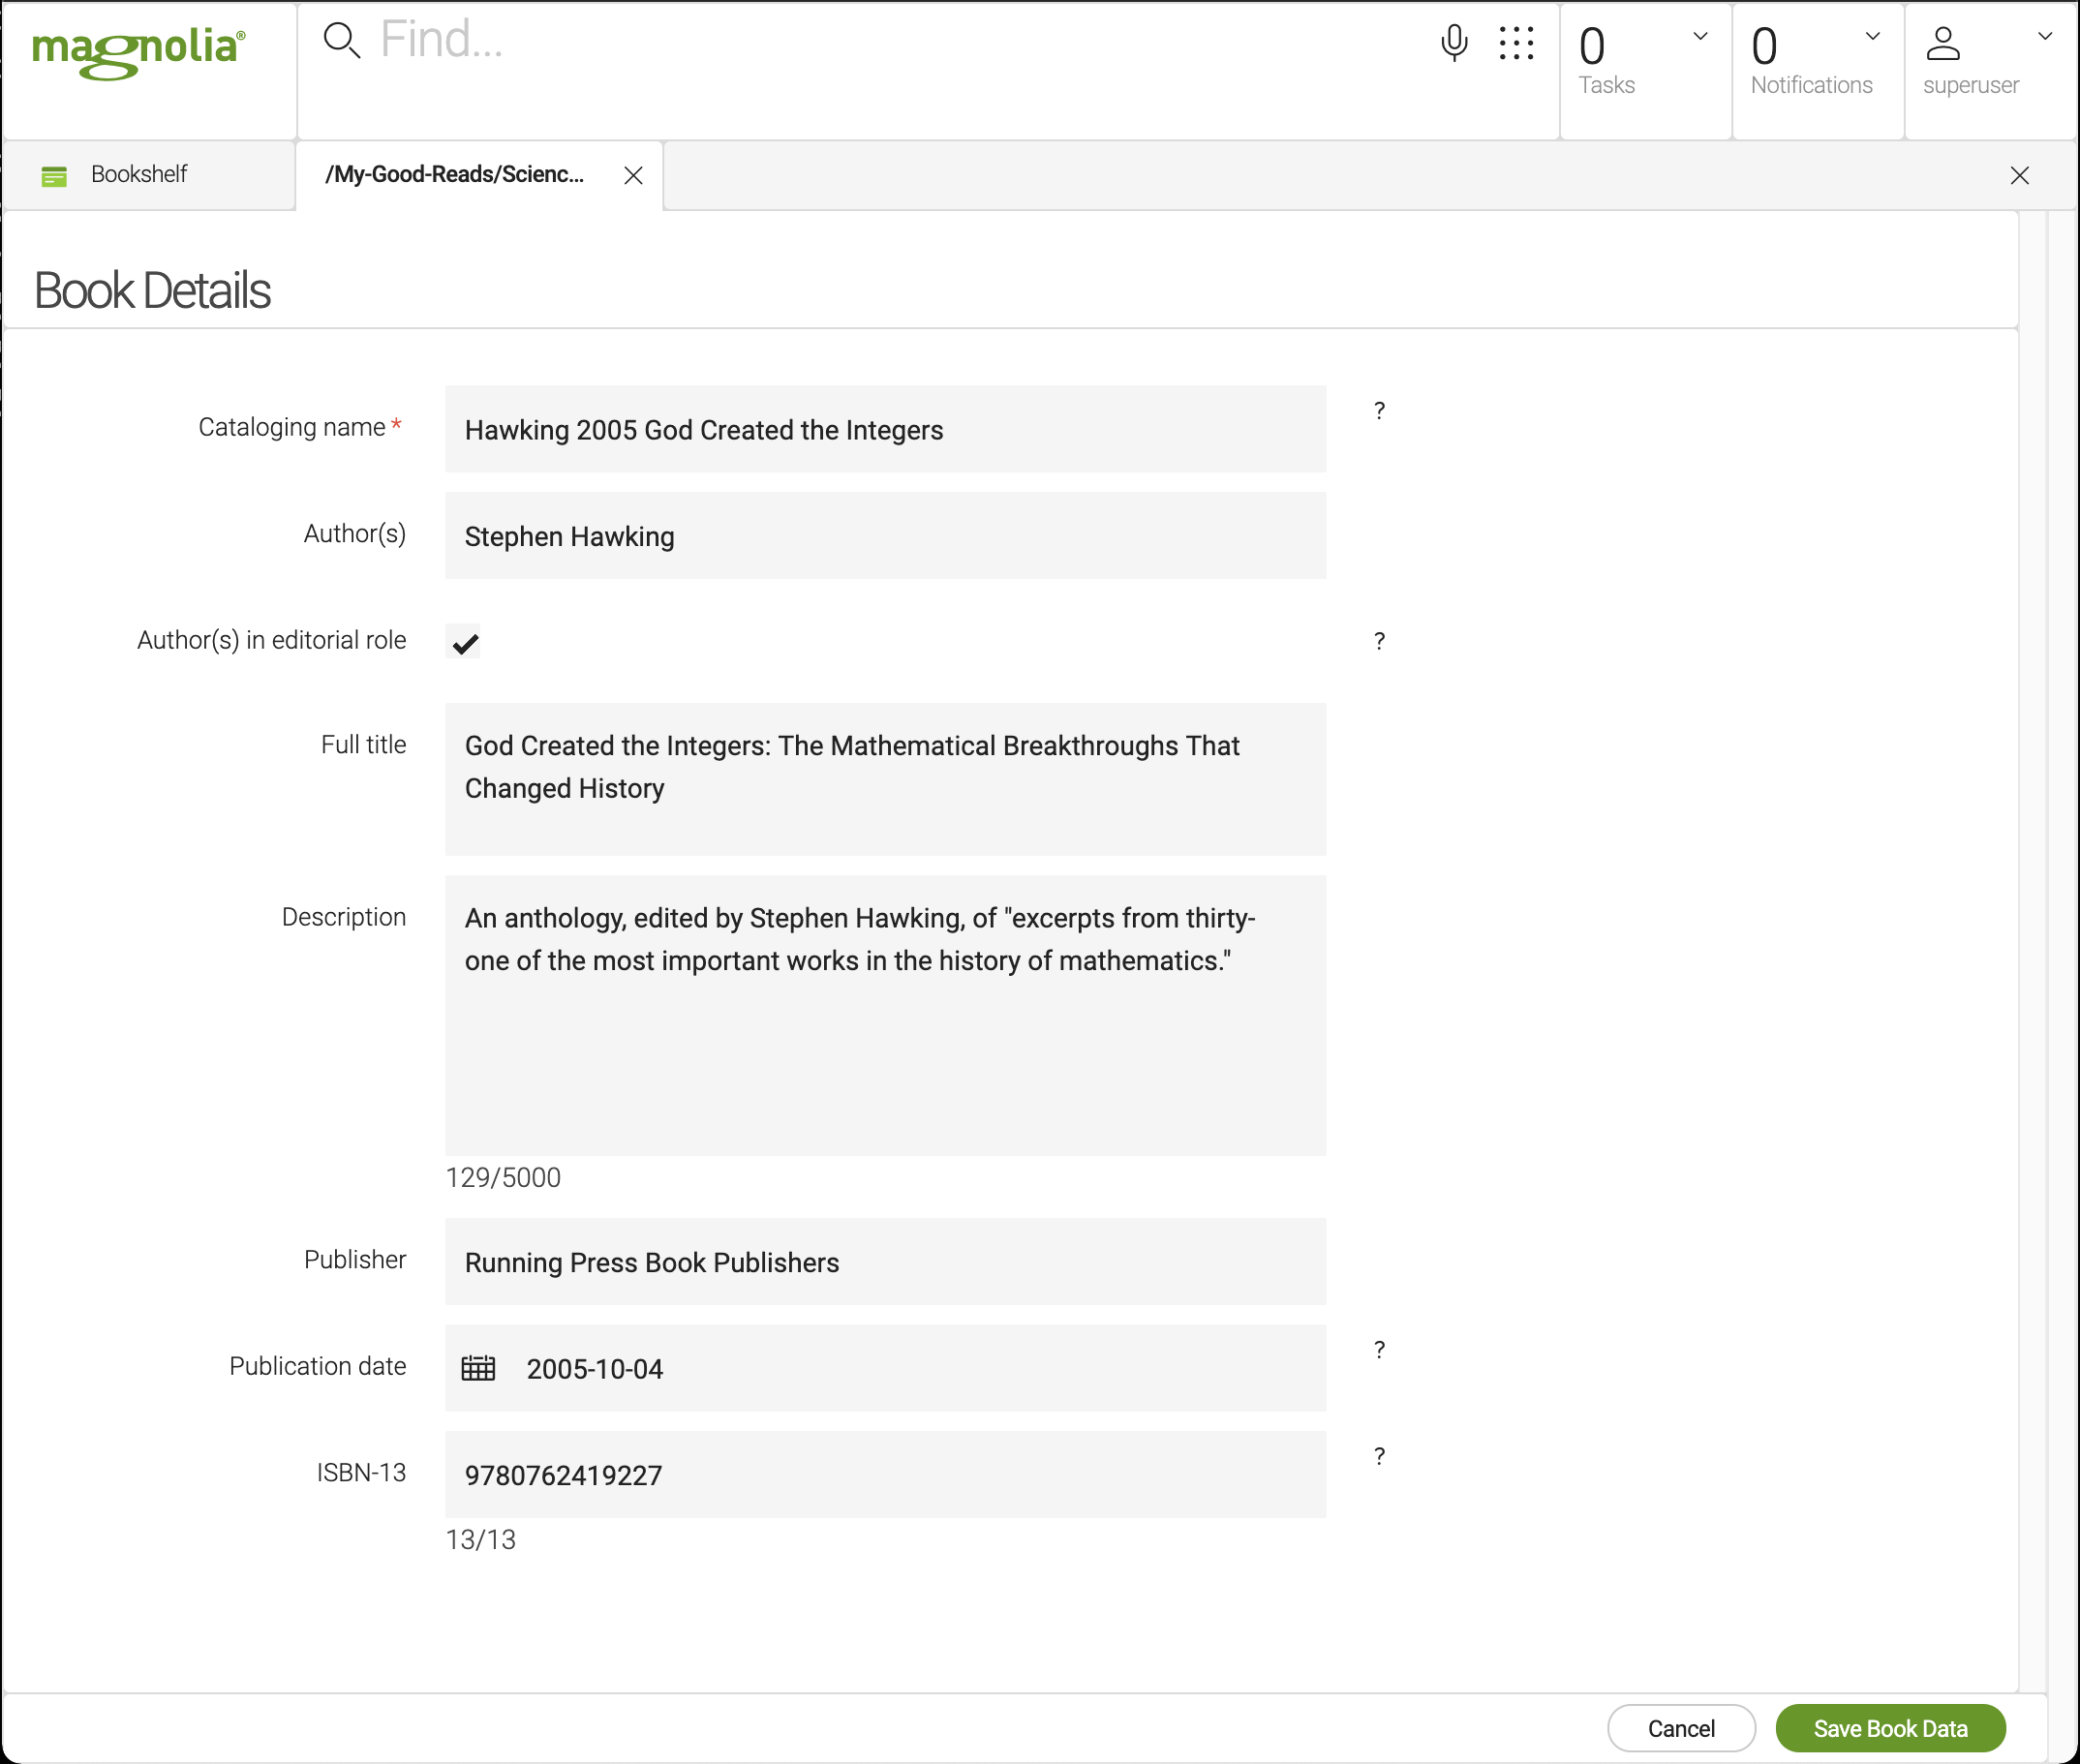 magnolia®
Find...
0
Tasks
0
Notifications
superuser
Bookshelf
/My-Good-Reads/Scienc...
Book Details
Cataloging name *
Hawking 2005 God Created the Integers
?
Author(s)
Stephen Hawking
Author(s) in editorial role
?
Full title
God Created the Integers: The Mathematical Breakthroughs That
Changed History
Description
An anthology, edited by Stephen Hawking, of "excerpts from thirty-
one of the most important works in the history of mathematics."
129/5000
Publisher
Running Press Book Publishers
Publication date
2005-10-04
?
ISBN-13
9780762419227
?
13/13
Cancel
Save Book Data